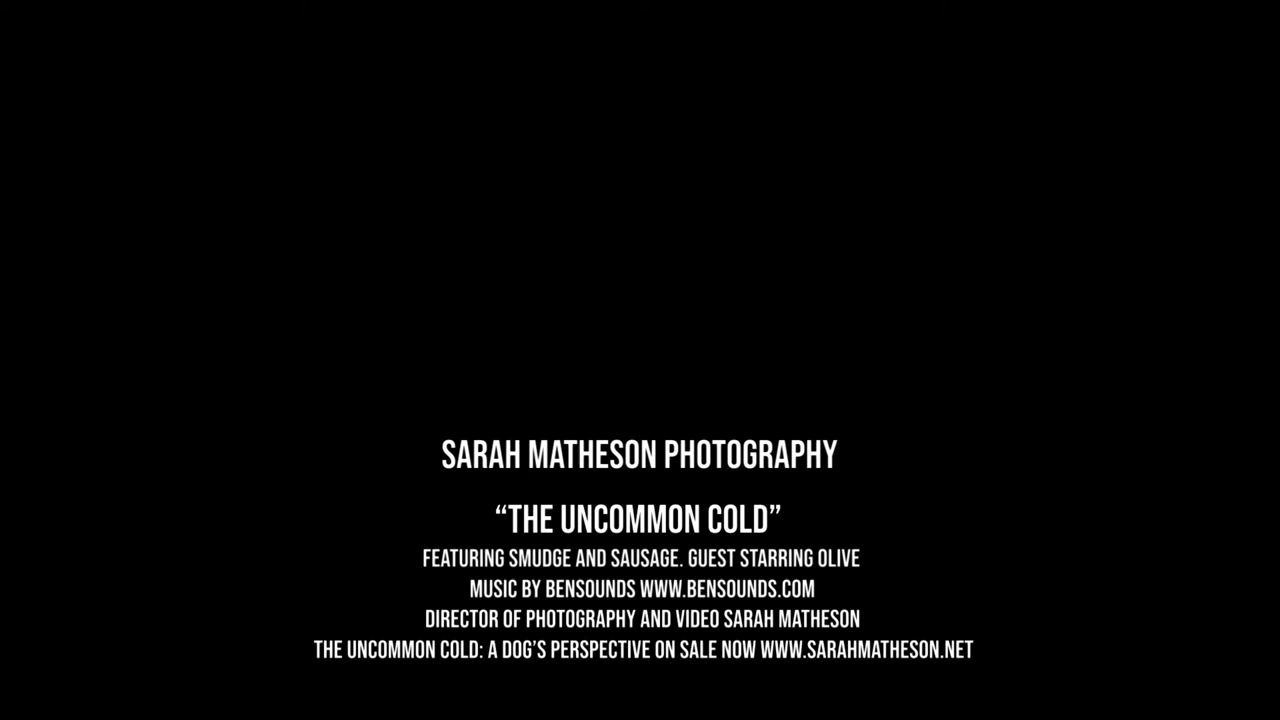 SARAH MATHESON PHOTOGRAPHY
“THE UNCOMMON COLD”
FEATURING SMUDGE AND SAUSAGE. GUEST STARRING OLIVE
MUSIC BY BENSOUNDS WWW.BENSOUNDS.COM
DIRECTOR OF PHOTOGRAPHY AND VIDEO SARAH MATHESON
THE UNCOMMON COLD: A DOG’S PERSPECTIVE ON SALE NOW WWW.SARAHMATHESON.NET